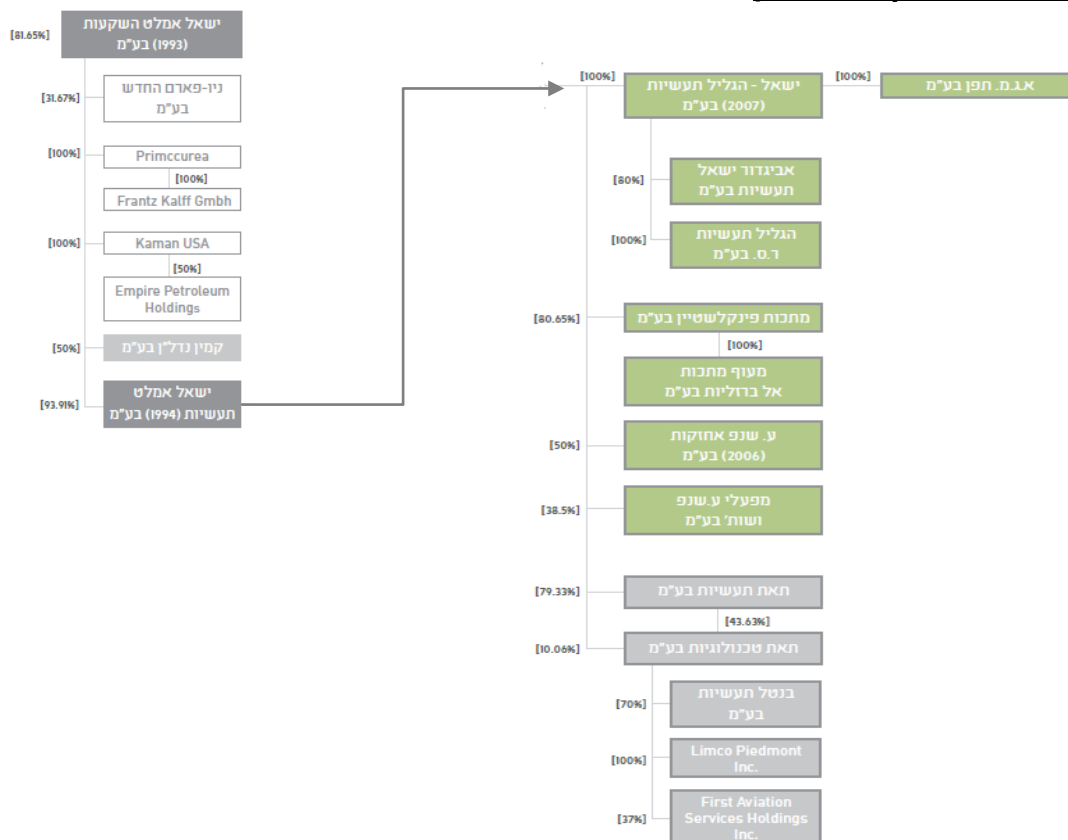 [81.65%]
ישאל אמלט השקעות
(1993) בע"מ
[31.67%]
ניו-פארם החדש
בע"מ
[100%]
Primccurea
[100%]
Frantz Kalff Gmbh
[100%]
Kaman USA
[50%]
Empire Petroleum
Holdings
[50%]
קמין נדל"ן בע"מ
[93.91%]
ישאל אמלט
תעשיות (1994) בע"מ
[100%]
ישאל - הגליל תעשיות
(2007) בע"מ
[100%]
א.ג.מ. תפן בע"מ
[80%]
אביגדור ישאל
תעשיות בע"מ
[100%]
הגליל תעשיות
ר.ס. בע"מ
[80.65%]
מתכות פינקלשטיין בע"מ
[100%]
מעוף מתכות
אל ברזליות בע"מ
[50%]
ע. שנפ אחזקות
(2006) בע"מ
[38.5%]
מפעלי ע.שנפ
ושות' בע"מ
[79.33%]
תאת תעשיות בע"מ
[43.63%]
[10.06%]
תאת טכנולוגיות בע"מ
[70%]
בנטל תעשיות
בע"מ
[100%]
Limco Piedmont
Inc.
[37%]
First Aviation
Services Holdings
Inc.